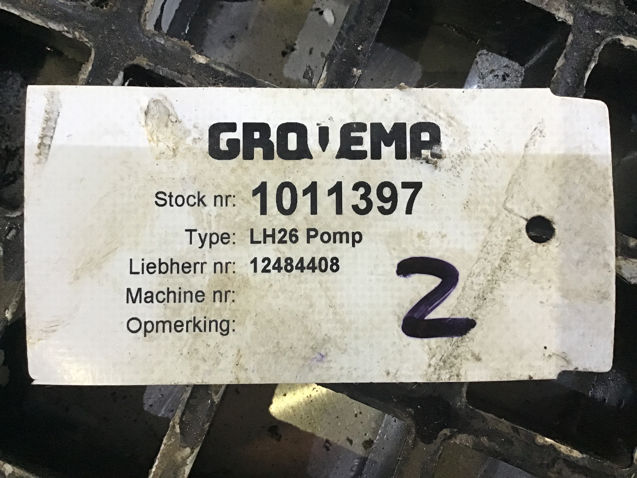 GROVEMA
Stock nr: 1011397
Type: LH26 Pomp
Liebherr nr: 12484408
Machine nr:
Opmerking:
2